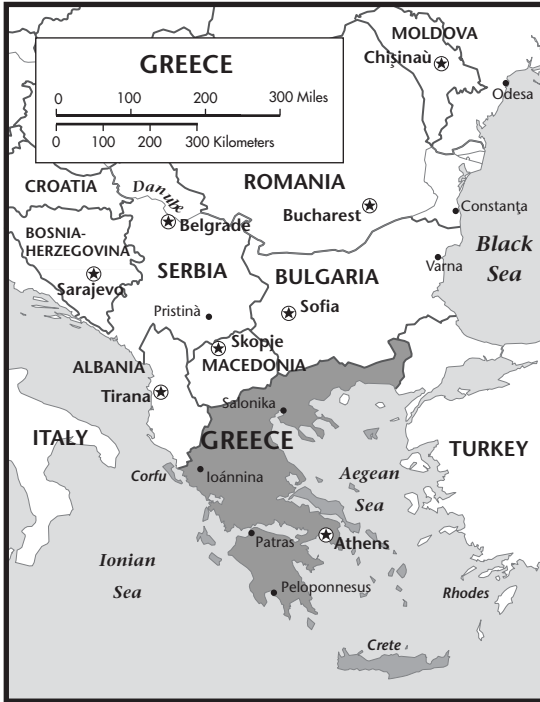 MOLDOVA
Chişinaù
GREECE
0 100 200 300 Miles
0 100 200 300 Kilometers
Odesa
CROATIA
Danube
ROMANIA
Bucharest
Constanţa
BOSNIA-
HERZEGOVINA
Belgrade
Black
Sea
Sarajevo
SERBIA
BULGARIA
Varna
Pristinà
Sofia
Skopje
MACEDONIA
ALBANIA
Tirana
Salonika
ITALY
GREECE
TURKEY
Corfu
Ioánnina
Aegean
Sea
Patras
Athens
Ionian
Sea
Peloponnesus
Rhodes
Crete